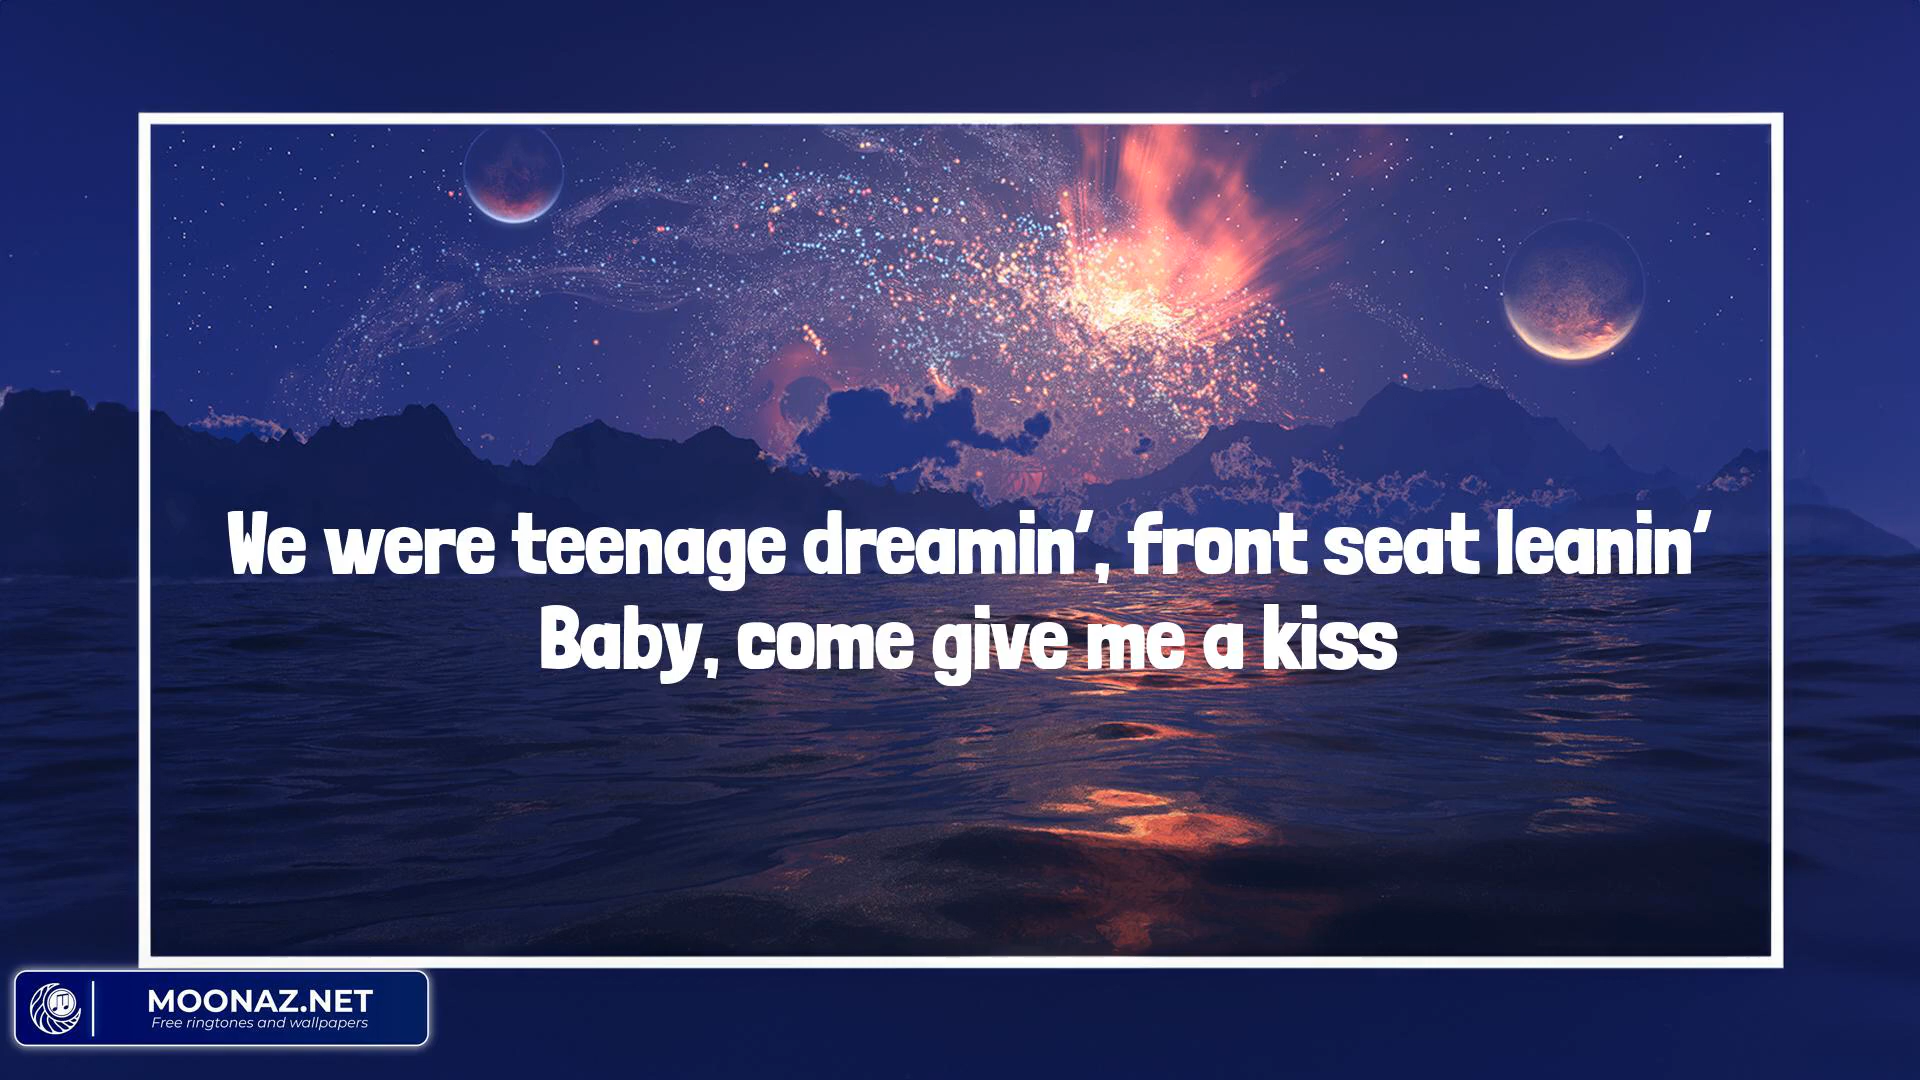 We were teenage dreamin', front seat leanin'
Baby, come give me a kiss
MOONAZ.NET
Free ringtones and wallpapers